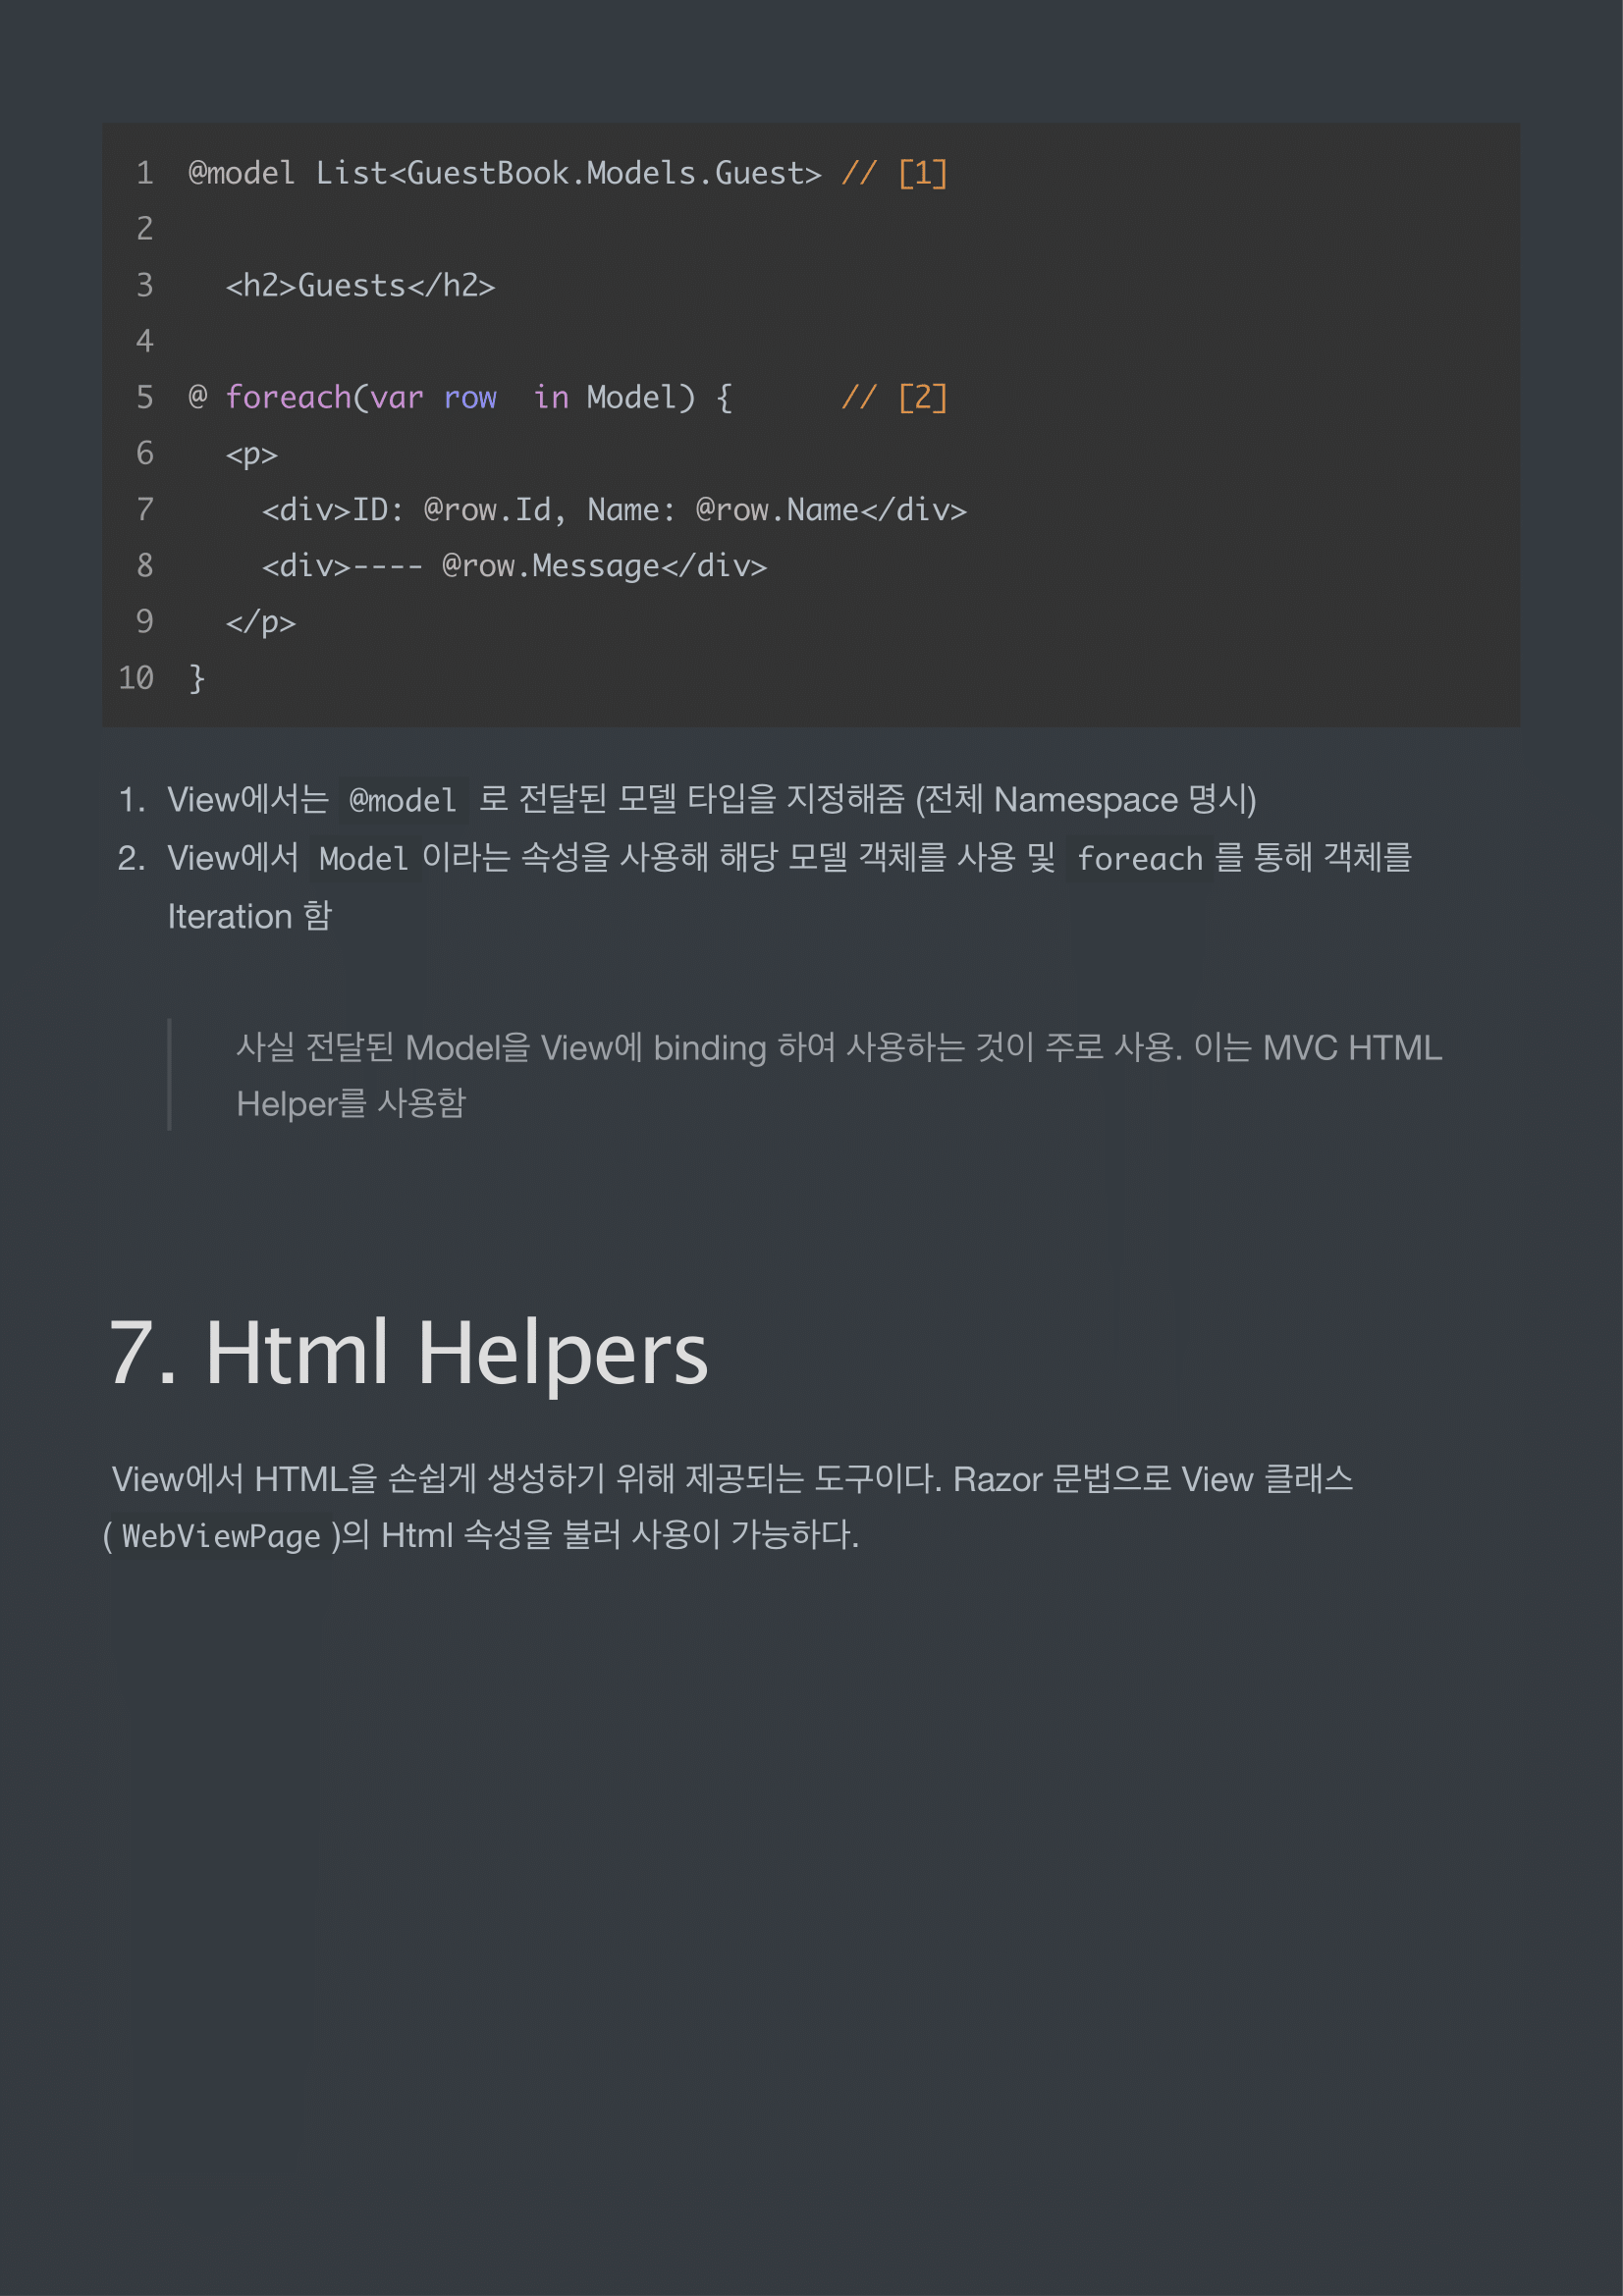 1 @model List<GuestBook.Models.Guest> // [1]
2
3 <h2>Guests</h2>
4
5 @ foreach(var row  in Model) {      // [2]
6 <p>
7 <div>ID: @row.Id, Name: @row.Name</div>
8 <div>---- @row.Message</div>
9 </p>
10 }
1. View에서는 @model 로 전달된 모델 타입을 지정해줌 (전체 Namespace 명시)
2. View에서 Model 이라는 속성을 사용해 해당 모델 객체를 사용 및 foreach 를 통해 객체를
Iteration 함
사실 전달된 Model을 View에 binding 하여 사용하는 것이 주로 사용. 이는 MVC HTML
Helper를 사용함
7. Html Helpers
View에서 HTML을 손쉽게 생성하기 위해 제공되는 도구이다. Razor 문법으로 View 클래스
( WebViewPage )의 Html 속성을 불러 사용이 가능하다.